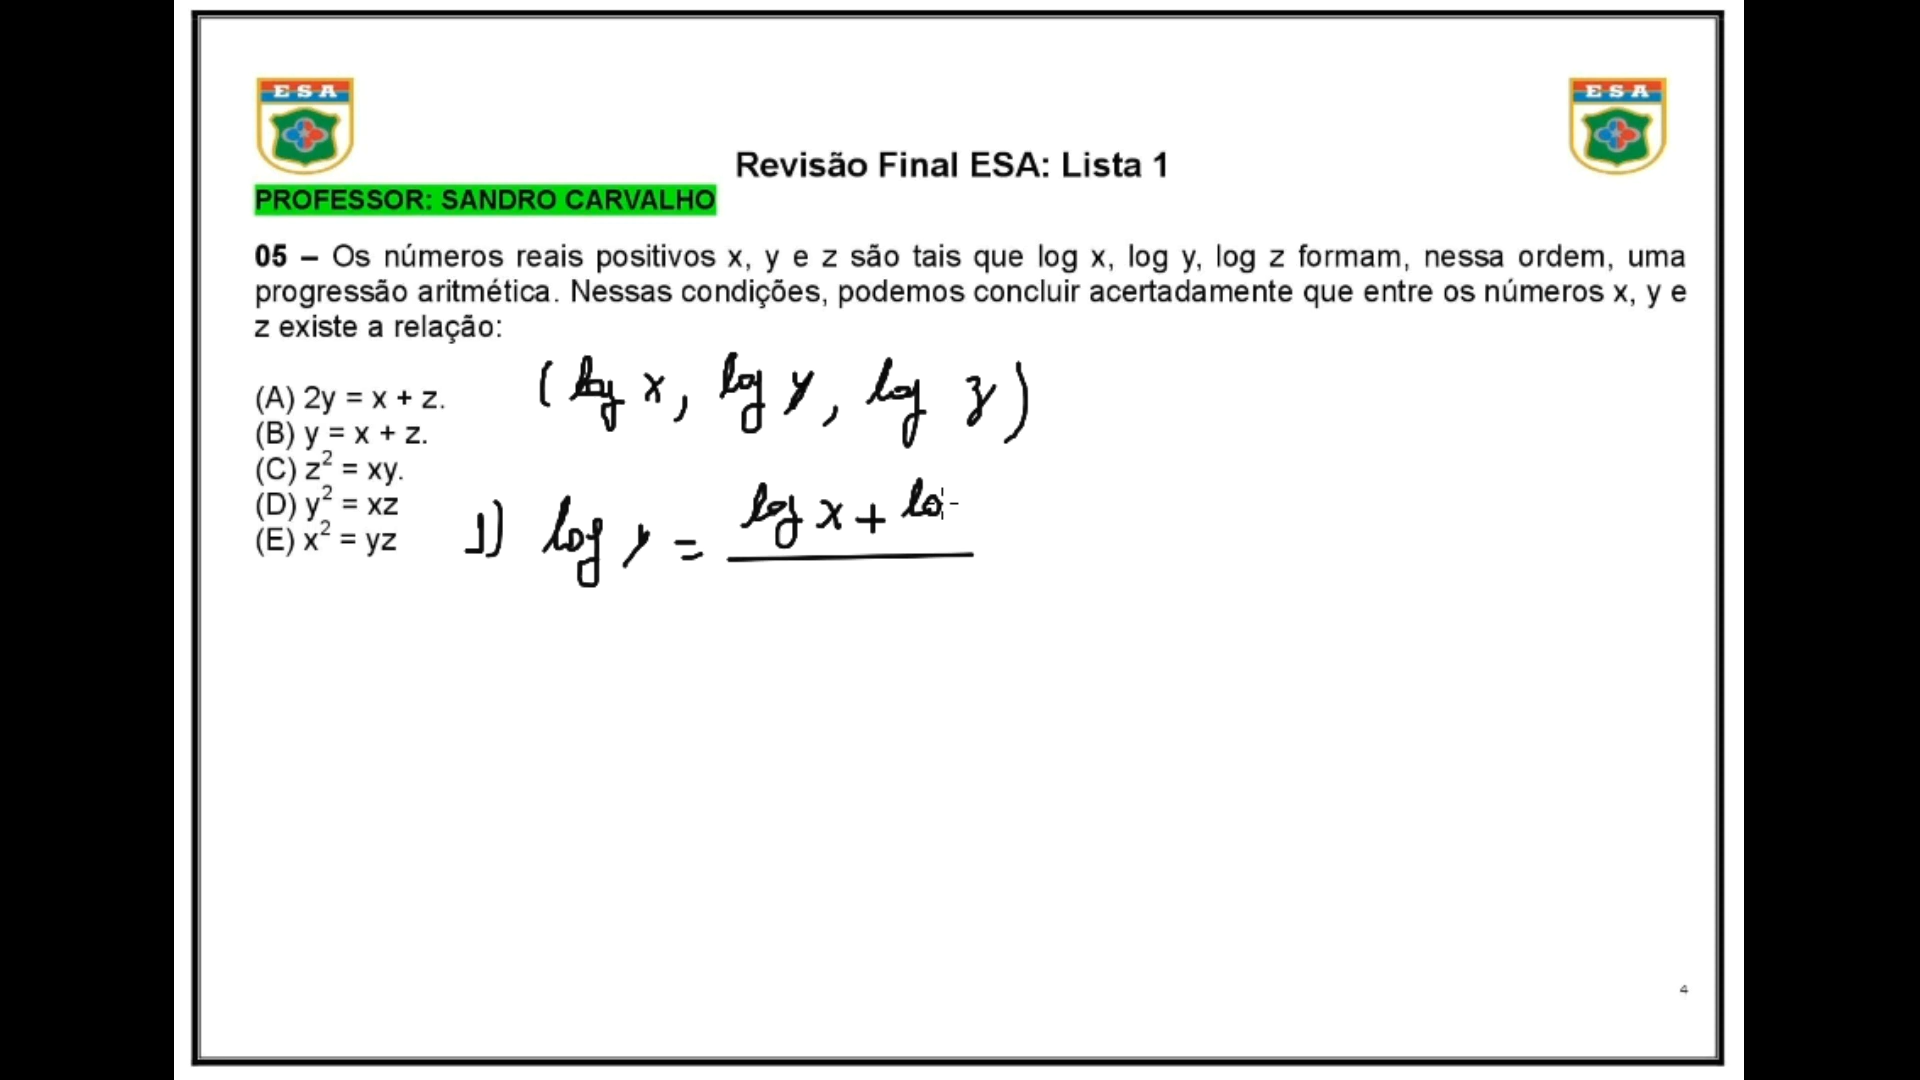 ESA
ESA
Revisão Final ESA: Lista 1
PROFESSOR: SANDRO CARVALHO
05 – Os números reais positivos x, y e z são tais que log x, log y, log z formam, nessa ordem, uma
progressão aritmética. Nessas condições, podemos concluir acertadamente que entre os números x, y e
z existe a relação:
(A) 2y = x + z.
(B) y = x + z.
(C) z² = xy.
(D) y² = xz
(E) x² = yz
(log x, log y, log z)
1) log y = log x + lo
4